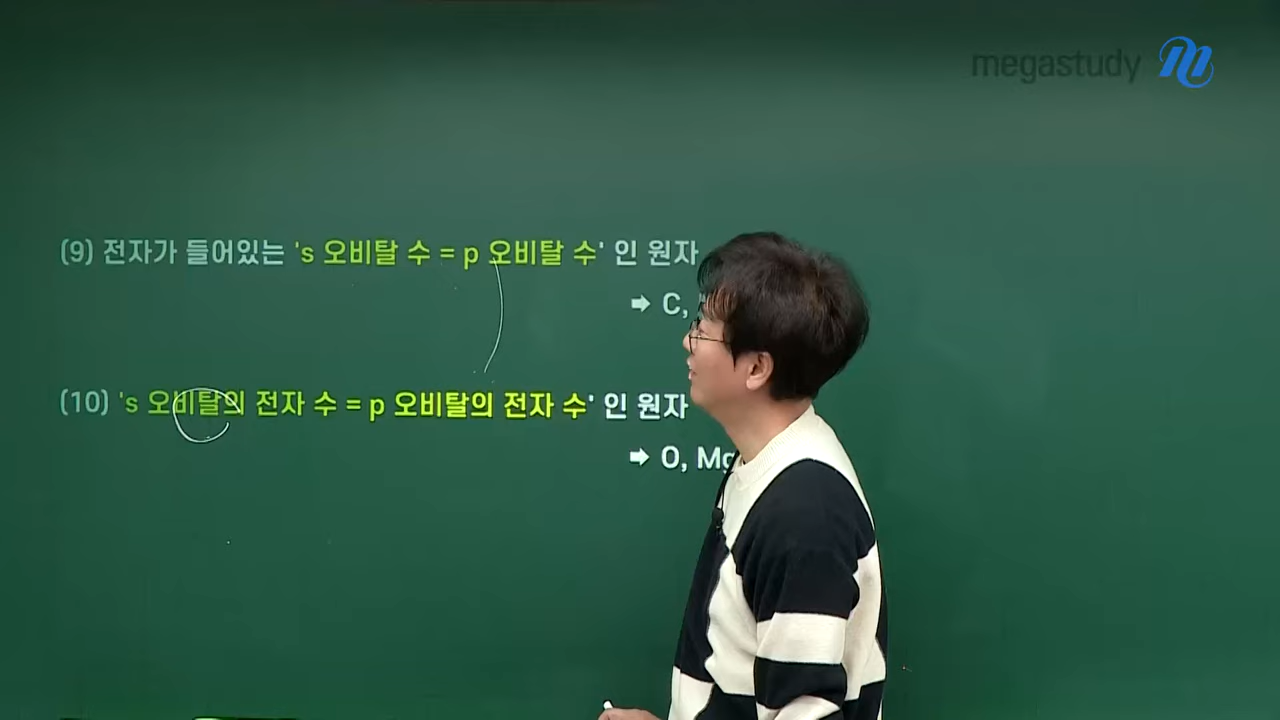 megastudy
(9) 전자가 들어있는 's 오비탈 수 = p 오비탈 수' 인 원자
➡ C,
(10) 's 오비탈의 전자 수 = p 오비탈의 전자 수' 인 원자
➡ O, Mg